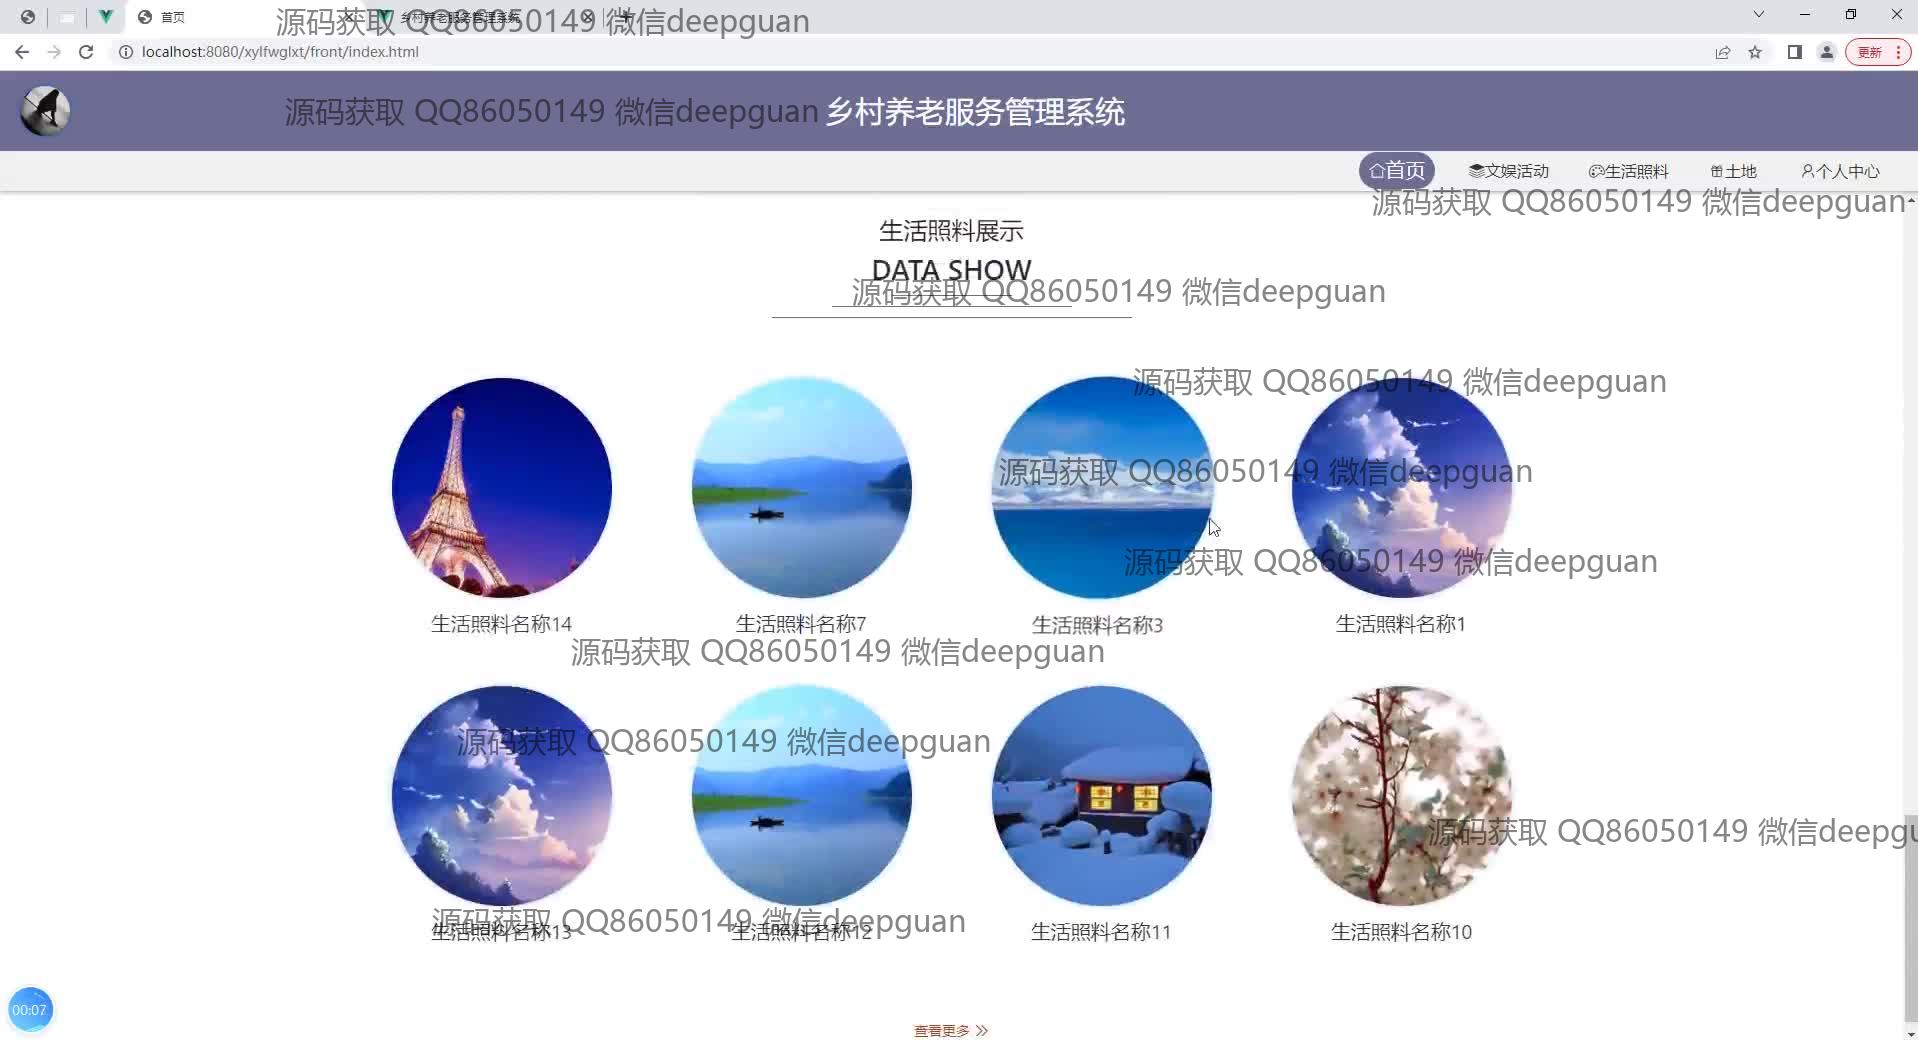 首页
乡村养老服务管理系统
源码获取 QQ86050149 微信deepguan
localhost:8080/xylfwglxt/front/index.html
更新
源码获取 QQ86050149 微信deepguan
乡村养老服务管理系统
首页
文娱活动
生活照料
土地
个人中心
源码获取 QQ86050149 微信deepguan
生活照料展示
DATA SHOW
源码获取 QQ86050149 微信deepguan
源码获取 QQ86050149 微信deepguan
源码获取 QQ86050149 微信deepguan
源码获取 QQ86050149 微信deepguan
生活照料名称14
生活照料名称7
生活照料名称3
生活照料名称1
源码获取 QQ86050149 微信deepguan
源码获取 QQ86050149 微信deepguan
源码获取 QQ86050149 微信deepgu
源码获取 QQ86050149 微信deepguan
生活照料名称13
生活照料名称12
生活照料名称11
生活照料名称10
00:07
查看更多